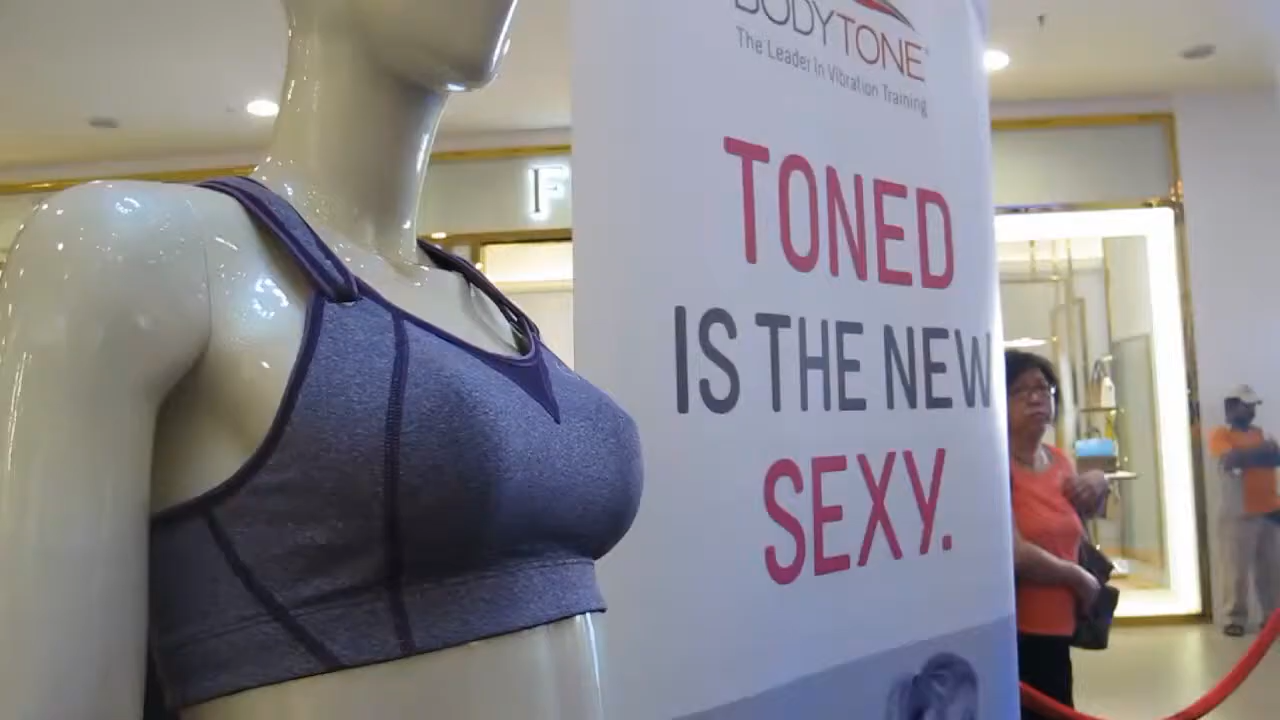 BODYTONE
The Leader In Vibration Training
TONED
IS THE NEW
SEXY.
F